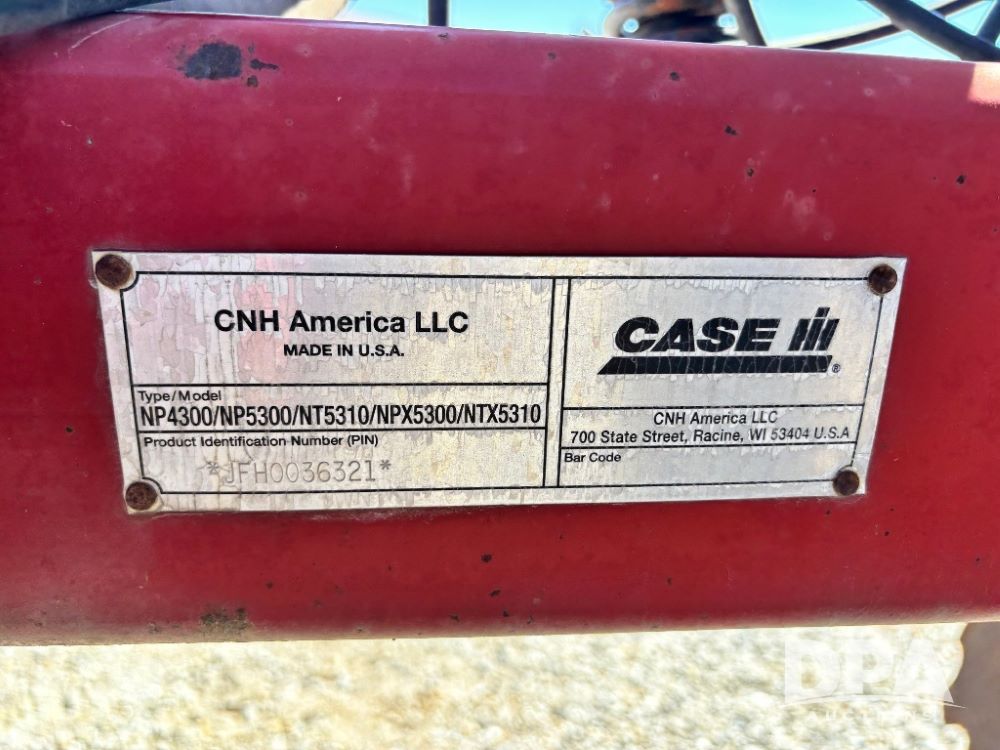 CNH America LLC
MADE IN U.S.A.
Type/Model
NP4300/NP5300/NT5310/NPX5300/NTX5310
Product Identification Number (PIN)
*JFH0036321*
CASE IH
®
CNH America LLC
700 State Street, Racine, WI 53404 U.S.A
Bar Code
DPA
AUCTIONS